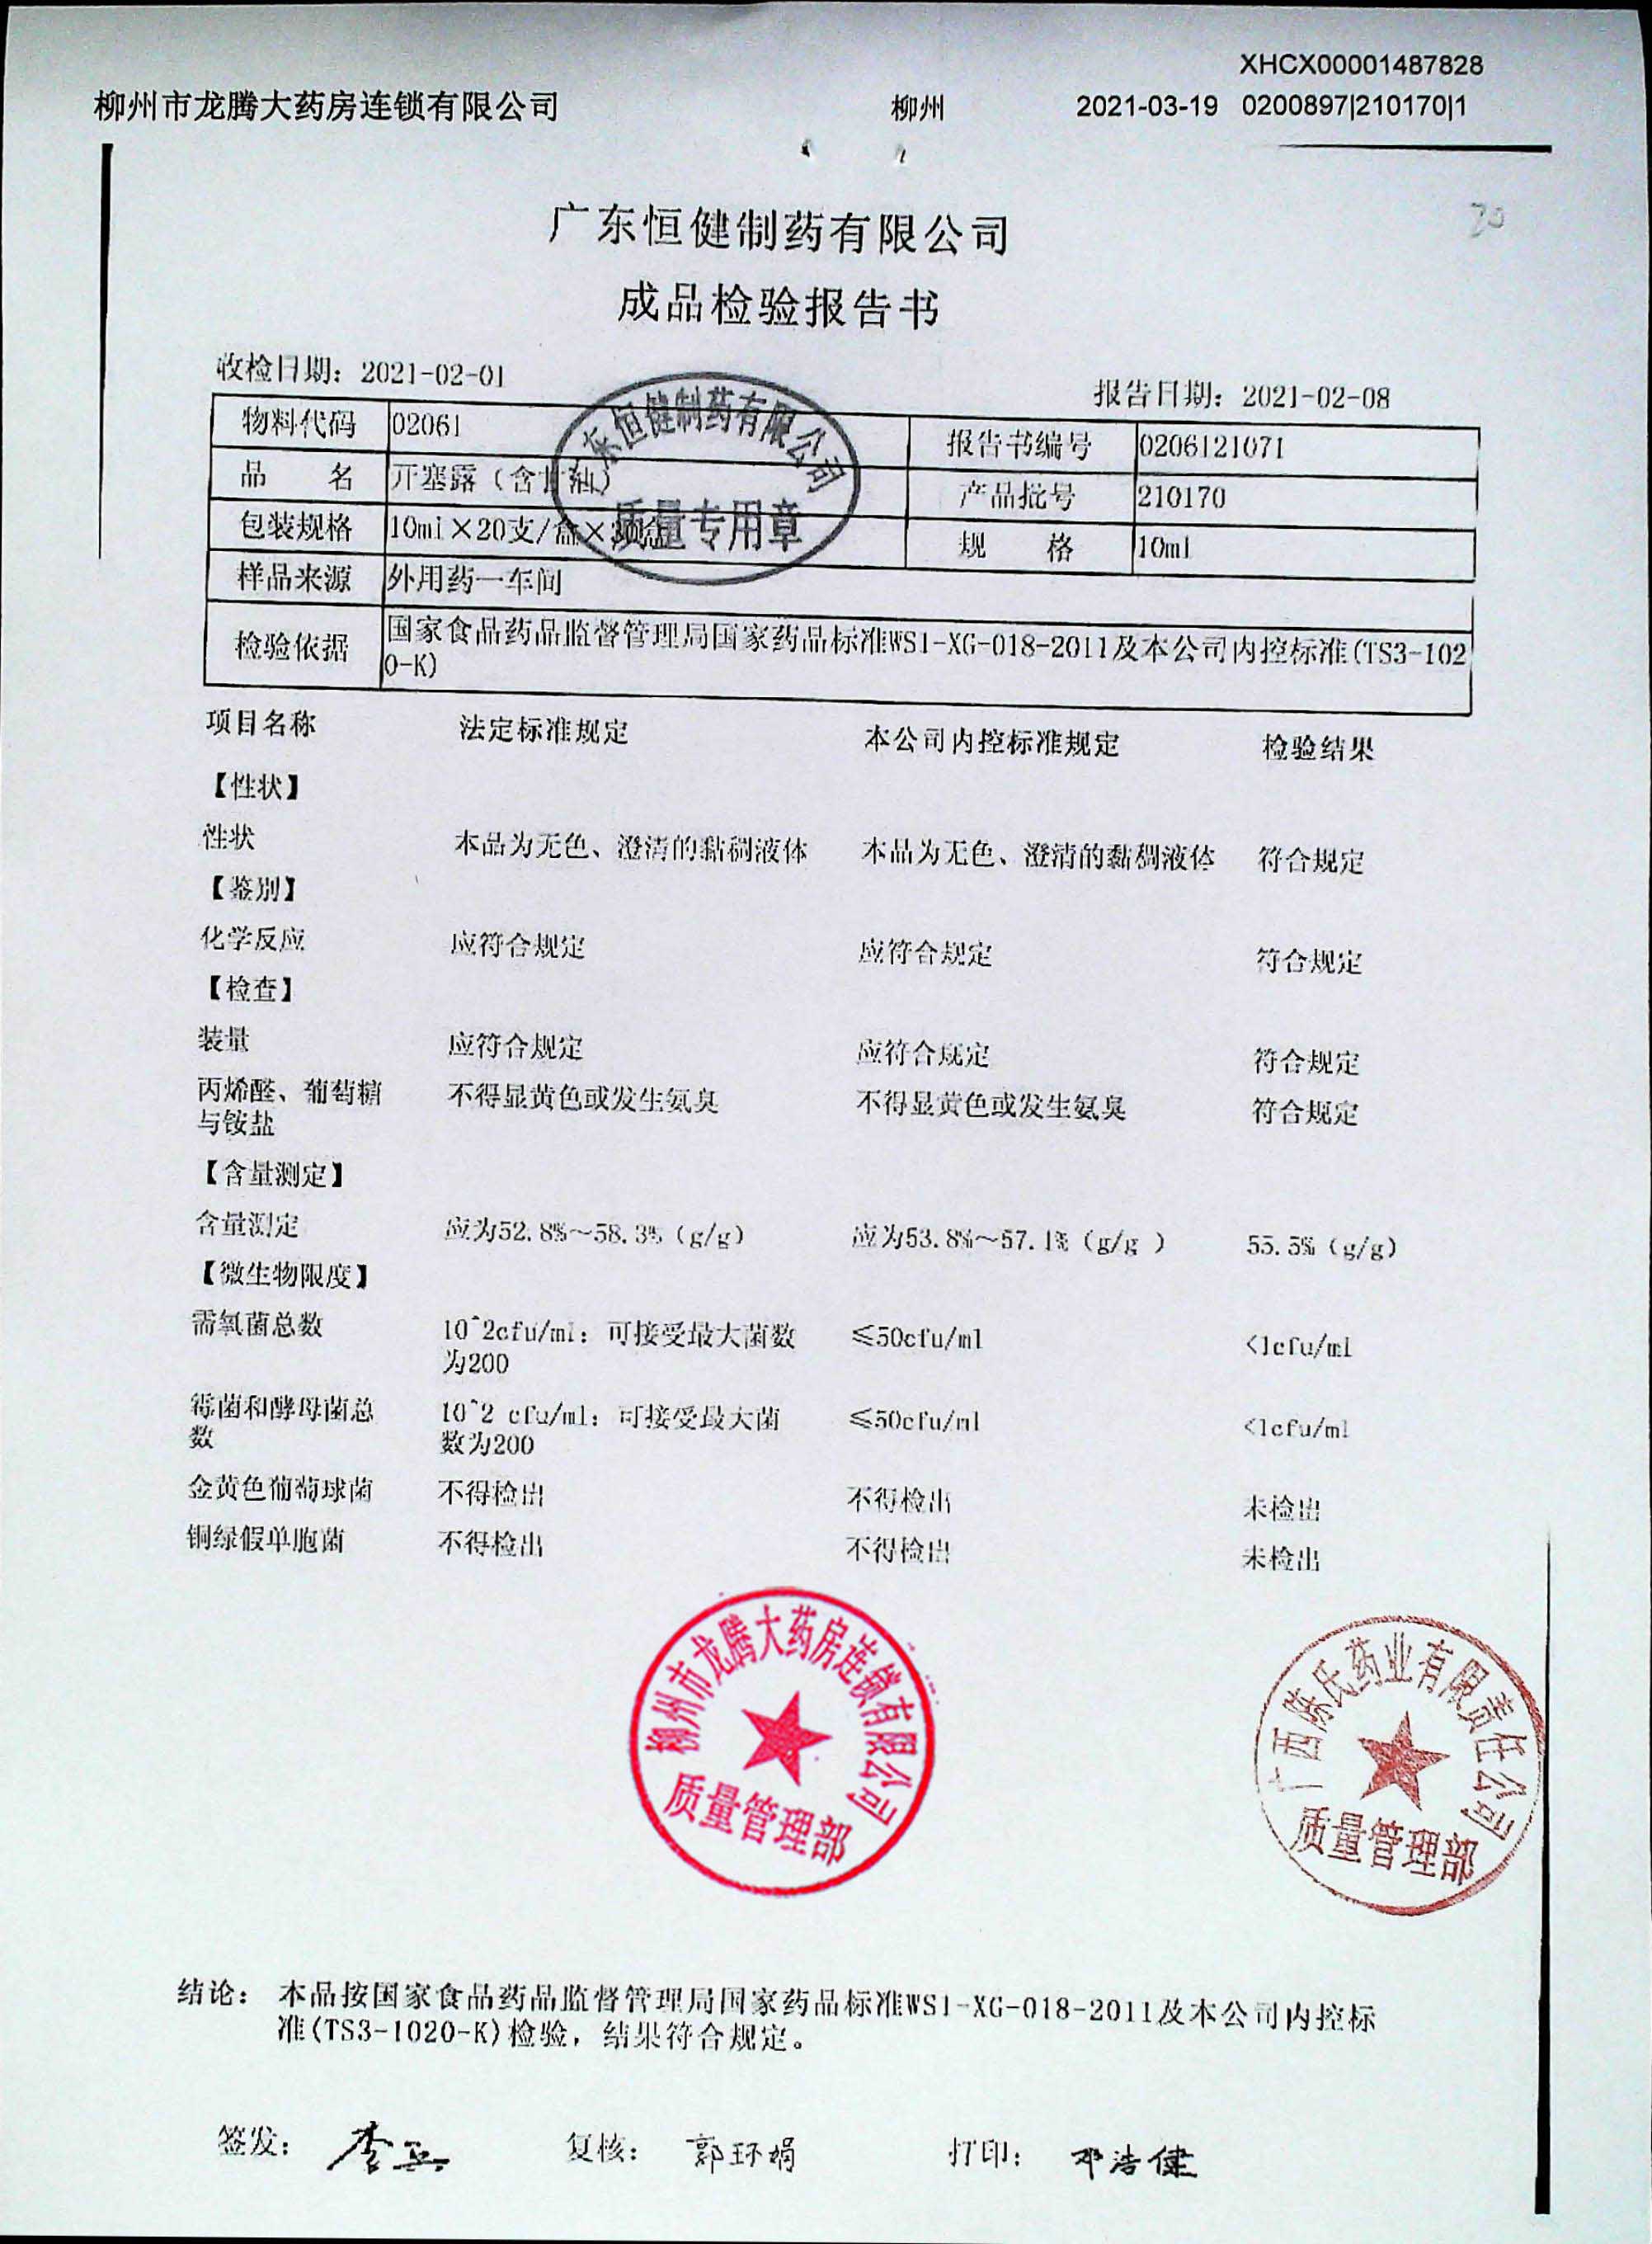 XHCX00001487828
柳州市龙腾大药房连锁有限公司 柳州 2021-03-19 0200897|210170|1
20
广东恒健制药有限公司
成品检验报告书
收检日期：2021-02-01 报告日期：2021-02-08
物料代码 02061 报告书编号 0206121071
品 名 开塞露（含甘油） 产品批号 210170
包装规格 10ml×20支/盒×30盒 规 格 10ml
样品来源 外用药一车间
检验依据 国家食品药品监督管理局国家药品标准WS1-XG-018-2011及本公司内控标准(TS3-102
0-K)
东恒健制药有限公司
质量专用章
项目名称 法定标准规定 本公司内控标准规定 检验结果
【性状】
性状 本品为无色、澄清的黏稠液体 本品为无色、澄清的黏稠液体 符合规定
【鉴别】
化学反应 应符合规定 应符合规定 符合规定
【检查】
装量 应符合规定 应符合规定 符合规定
丙烯醛、葡萄糖 不得显黄色或发生氨臭 不得显黄色或发生氨臭 符合规定
与铵盐
【含量测定】
含量测定 应为52.8%～58.3%（g/g） 应为53.8%～57.1%（g/g ） 55.5%（g/g）
【微生物限度】
需氧菌总数 10^2cfu/ml：可接受最大菌数 ≤50cfu/ml <1cfu/ml
为200
霉菌和酵母菌总 10^2 cfu/ml：可接受最大菌 ≤50cfu/ml <1cfu/ml
数 数为200
金黄色葡萄球菌 不得检出 不得检出 未检出
铜绿假单胞菌 不得检出 不得检出 未检出
柳州市龙腾大药房连锁有限公司
质量管理部
广西陈氏药业有限责任公司
质量管理部
结论： 本品按国家食品药品监督管理局国家药品标准WS1-XG-018-2011及本公司内控标
准(TS3-1020-K)检验，结果符合规定。
签发： 李兵 复核： 郭环娟 打印： 邓浩健